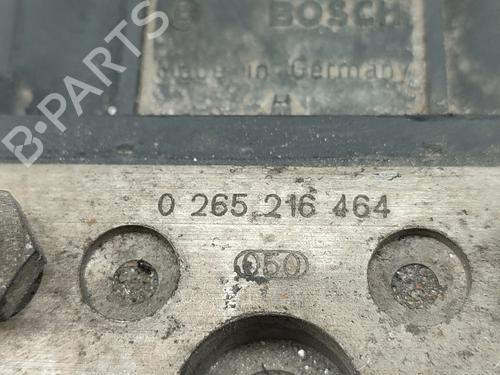 BOSCH
Made in Germany
H
B-PARTS
0 265 216 464
050